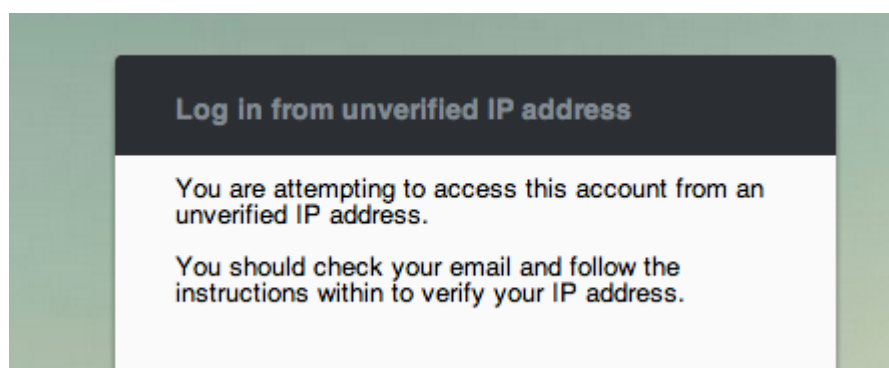 Log in from unverified IP address
You are attempting to access this account from an
unverified IP address.
You should check your email and follow the
instructions within to verify your IP address.